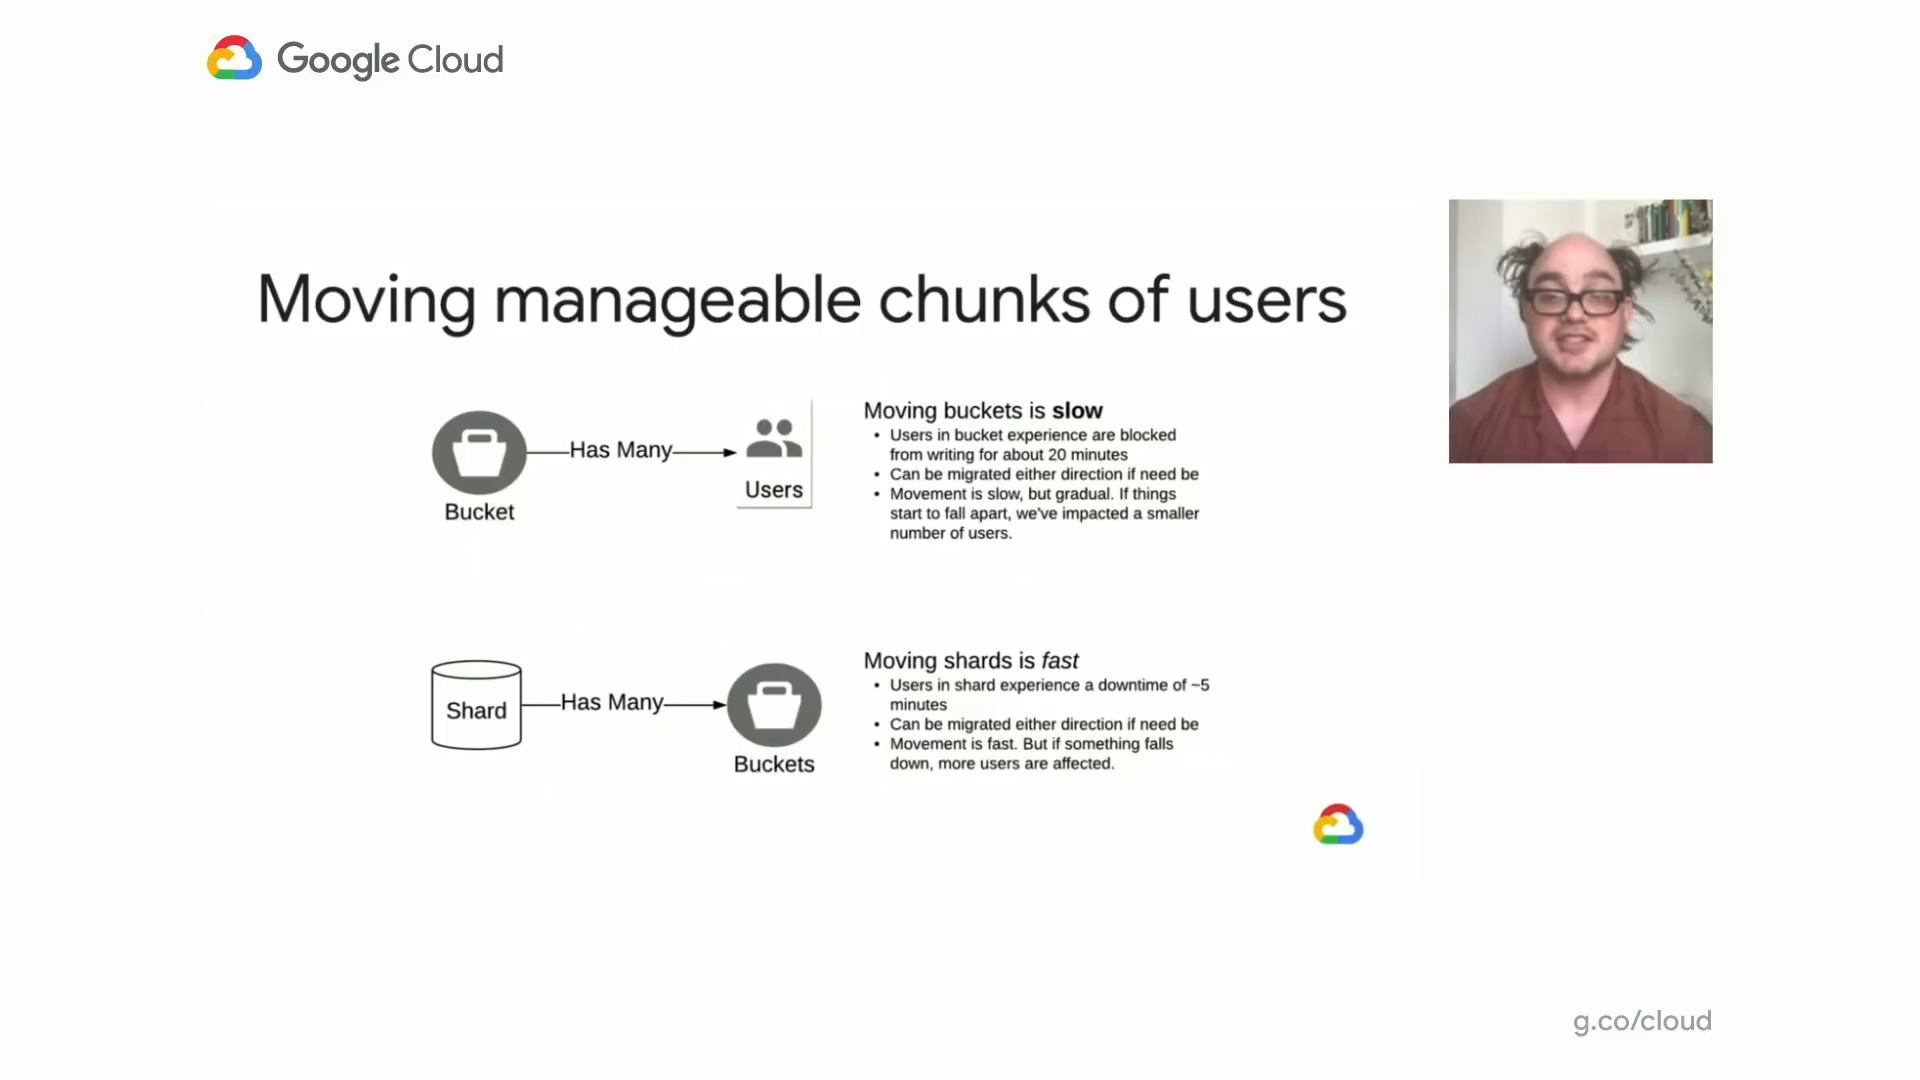 Google Cloud
Moving manageable chunks of users
Has Many
Bucket
Users
Moving buckets is slow
• Users in bucket experience are blocked
from writing for about 20 minutes
• Can be migrated either direction if need be
• Movement is slow, but gradual. If things
start to fall apart, we've impacted a smaller
number of users.
Shard
Has Many
Buckets
Moving shards is fast
• Users in shard experience a downtime of ~5
minutes
• Can be migrated either direction if need be
• Movement is fast. But if something falls
down, more users are affected.
g.co/cloud